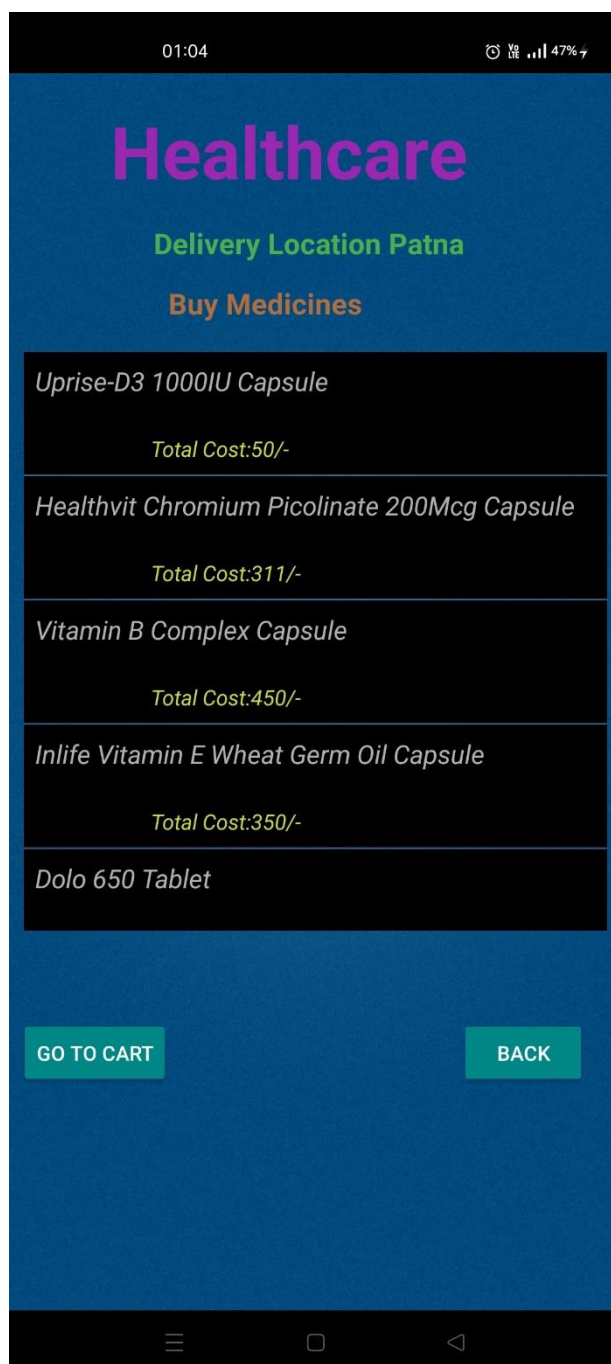 01:04
Vo LTE 47%
Healthcare
Delivery Location Patna
Buy Medicines
Uprise-D3 1000IU Capsule
Total Cost:50/-
Healthvit Chromium Picolinate 200Mcg Capsule
Total Cost:311/-
Vitamin B Complex Capsule
Total Cost:450/-
Inlife Vitamin E Wheat Germ Oil Capsule
Total Cost:350/-
Dolo 650 Tablet
GO TO CART
BACK